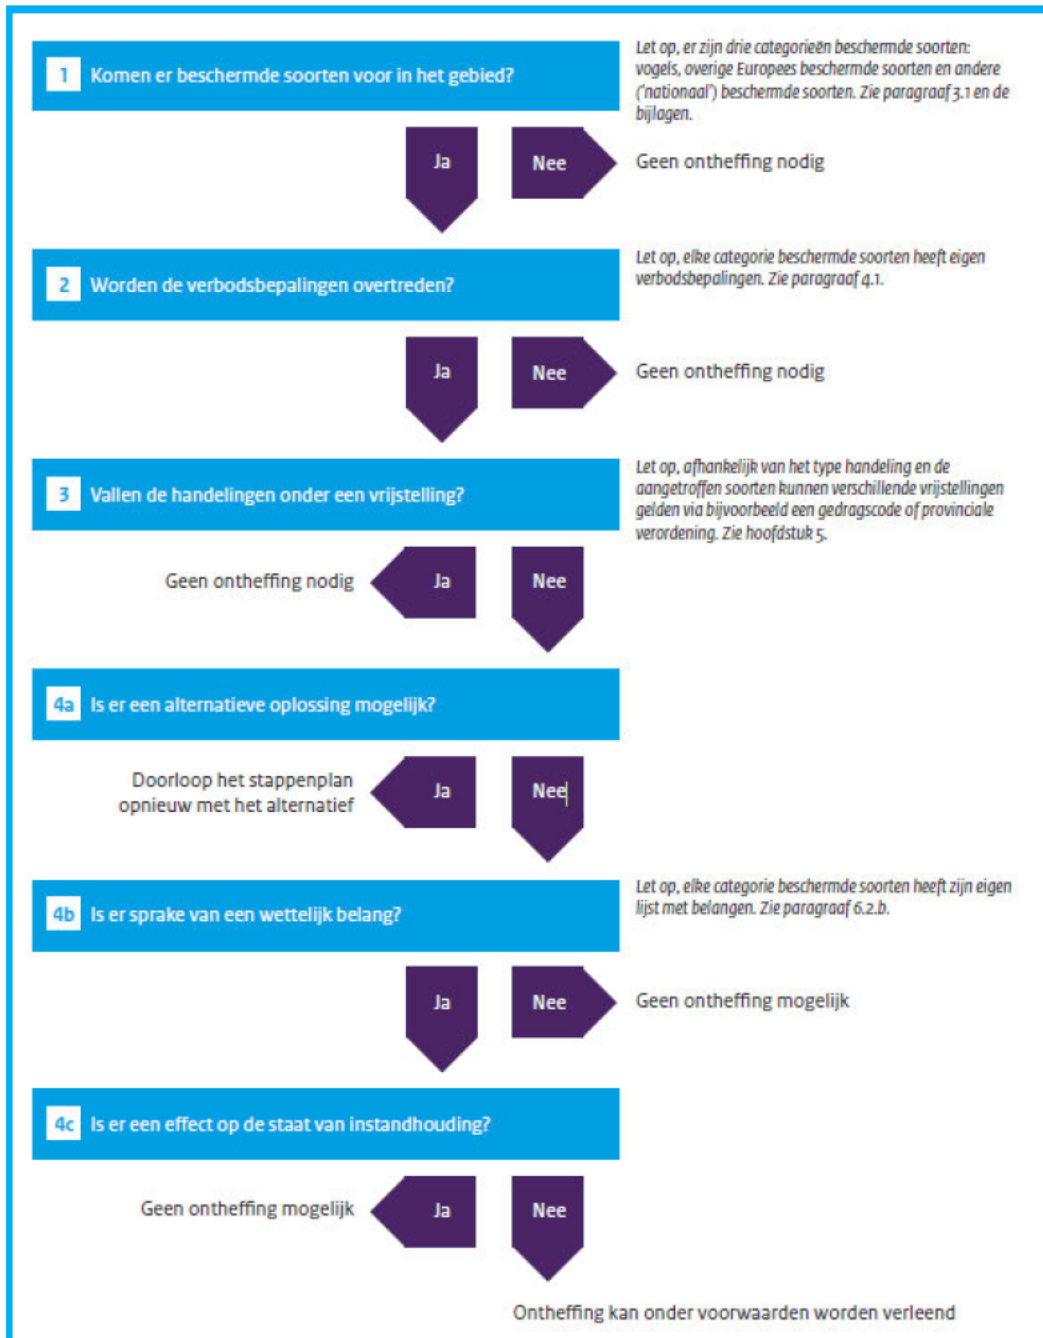 1 Komen er beschermde soorten voor in het gebied?
Let op, er zijn drie categorieën beschermde soorten:
vogels, overige Europees beschermde soorten en andere
('nationaal') beschermde soorten. Zie paragraaf 3.1 en de
bijlagen.
Ja
Nee
Geen ontheffing nodig
2 Worden de verbodsbepalingen overtreden?
Let op, elke categorie beschermde soorten heeft eigen
verbodsbepalingen. Zie paragraaf 4.1.
Ja
Nee
Geen ontheffing nodig
3 Vallen de handelingen onder een vrijstelling?
Let op, afhankelijk van het type handeling en de
aangetroffen soorten kunnen verschillende vrijstellingen
gelden via bijvoorbeeld een gedragscode of provinciale
verordening. Zie hoofdstuk 5.
Geen ontheffing nodig
Ja
Nee
4a Is er een alternatieve oplossing mogelijk?
Doorloop het stappenplan
opnieuw met het alternatief
Ja
Nee
4b Is er sprake van een wettelijk belang?
Let op, elke categorie beschermde soorten heeft zijn eigen
lijst met belangen. Zie paragraaf 6.2.b.
Ja
Nee
Geen ontheffing mogelijk
4c Is er een effect op de staat van instandhouding?
Geen ontheffing mogelijk
Ja
Nee
Ontheffing kan onder voorwaarden worden verleend